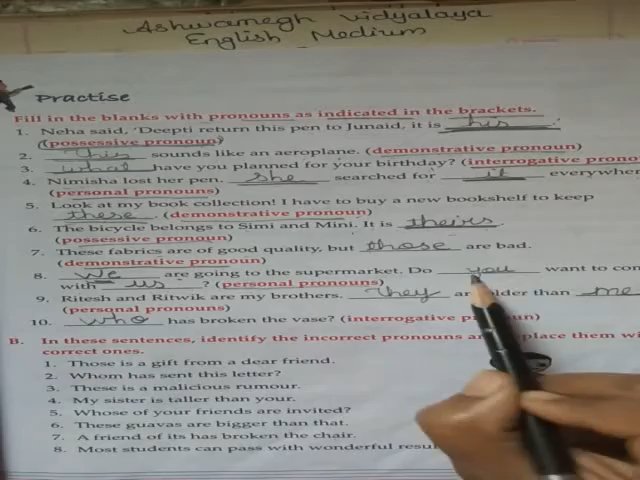 Ashwamegh Vidyalaya
English Medium
Practise
Fill in the blanks with pronouns as indicated in the brackets.
1. Neha said, 'Deepti return this pen to Junaid, it is his
(possessive pronoun)
2. This sounds like an aeroplane. (demonstrative pronoun)
3. what have you planned for your birthday? (interrogative prono
4. Nimisha lost her pen. she searched for it everywher
(personal pronouns)
5. Look at my book collection! I have to buy a new bookshelf to keep
these. (demonstrative pronoun)
6. The bicycle belongs to Simi and Mini. It is theirs.
(possessive pronoun)
7. These fabrics are of good quality, but those are bad.
(demonstrative pronoun)
8. We are going to the supermarket. Do you want to com
with us ? (personal pronouns)
9. Ritesh and Ritwik are my brothers. They are older than me
(personal pronouns)
10. who has broken the vase? (interrogative pronoun)
B. In these sentences, identify the incorrect pronouns and replace them wi
correct ones.
1. Those is a gift from a dear friend.
2. Whom has sent this letter?
3. These is a malicious rumour.
4. My sister is taller than your.
5. Whose of your friends are invited?
6. These guavas are bigger than that.
7. A friend of its has broken the chair.
8. Most students can pass with wonderful resu